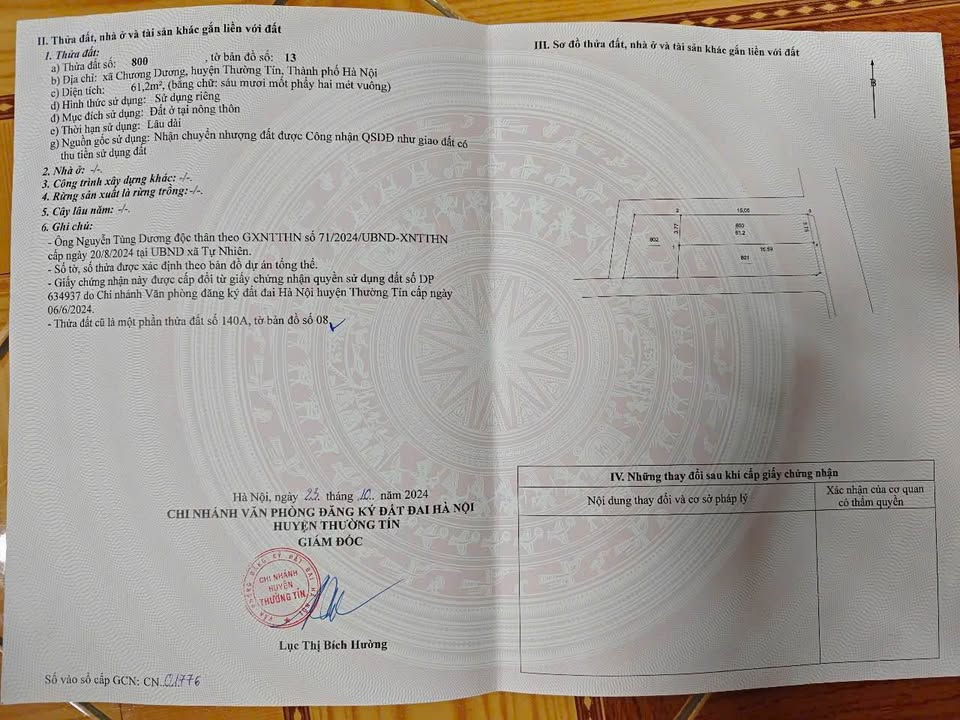 II. Thửa đất, nhà ở và tài sản khác gắn liền với đất
1. Thửa đất:
a) Thửa đất số: 800 , tờ bản đồ số: 13
b) Địa chỉ: xã Chương Dương, huyện Thường Tín, Thành phố Hà Nội
c) Diện tích: 61,2m², (bằng chữ: sáu mươi mốt phẩy hai mét vuông)
d) Hình thức sử dụng: Sử dụng riêng
đ) Mục đích sử dụng: Đất ở tại nông thôn
e) Thời hạn sử dụng: Lâu dài
g) Nguồn gốc sử dụng: Nhận chuyển nhượng đất được Công nhận QSDĐ như giao đất có
thu tiền sử dụng đất
2. Nhà ở: -/-.
3. Công trình xây dựng khác: -/-.
4. Rừng sản xuất là rừng trồng: -/-.
5. Cây lâu năm: -/-.
6. Ghi chú:
- Ông Nguyễn Tùng Dương độc thân theo GXNTTHN số 71/2024/UBND-XNTTHN
cấp ngày 20/8/2024 tại UBND xã Tự Nhiên.
- Số tờ, số thửa được xác định theo bản đồ dự án tổng thể.
- Giấy chứng nhận này được cấp đổi từ giấy chứng nhận quyền sử dụng đất số DP
634937 do Chi nhánh Văn phòng đăng ký đất đai Hà Nội huyện Thường Tín cấp ngày
06/6/2024.
- Thửa đất cũ là một phần thửa đất số 140A, tờ bản đồ số 08
Hà Nội, ngày 25 tháng 10 năm 2024
CHI NHÁNH VĂN PHÒNG ĐĂNG KÝ ĐẤT ĐAI HÀ NỘI
HUYỆN THƯỜNG TÍN
GIÁM ĐỐC
CHI NHÁNH
HUYỆN
THƯỜNG TÍN
Lục Thị Bích Hường
Số vào sổ cấp GCN: CN 01776
III. Sơ đồ thửa đất, nhà ở và tài sản khác gắn liền với đất
B
2
15.05
3.77
800
61.2
802
1
16.59
801
IV. Những thay đổi sau khi cấp giấy chứng nhận
Nội dung thay đổi và cơ sở pháp lý
Xác nhận của cơ quan
có thẩm quyền